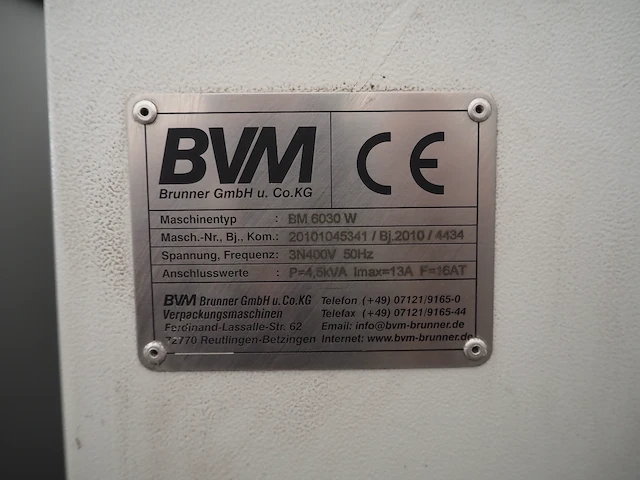 BVM
Brunner GmbH u. Co.KG
CE
Maschinentyp : BM 6030 W
Masch.-Nr., Bj., Kom.: 20101045341 / Bj.2010 / 4434
Spannung, Frequenz: 3N400V 50Hz
Anschlusswerte : P=4,5kVA Imax=13A F=16AT
BVM Brunner GmbH u.Co.KG Telefon (+49) 07121/9165-0
Verpackungsmaschinen Telefax (+49) 07121/9165-44
Ferdinand-Lassalle-Str. 62 Email: info@bvm-brunner.de
72770 Reutlingen-Betzingen Internet: www.bvm-brunner.de